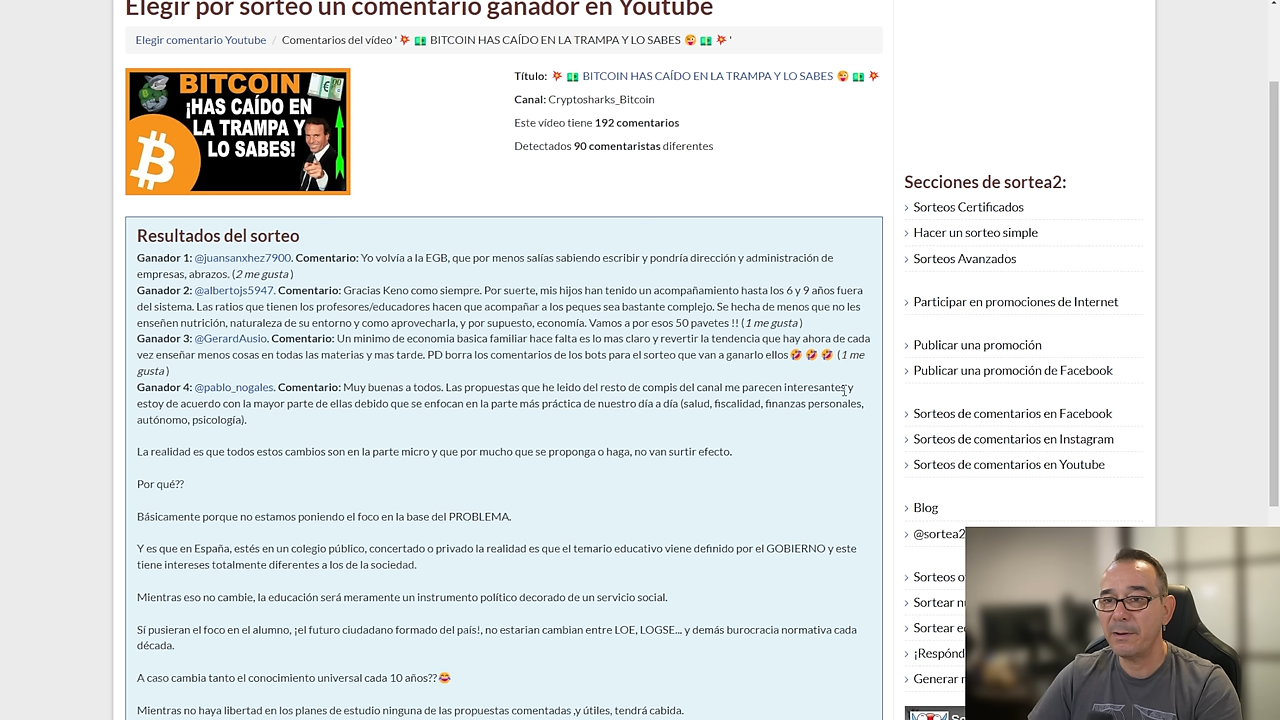 Elegir por sorteo un comentario ganador en Youtube
Elegir comentario Youtube / Comentarios del vídeo ' 💥 💵 BITCOIN HAS CAÍDO EN LA TRAMPA Y LO SABES 😜 💵 💥 '
BITCOIN
¡HAS CAÍDO EN
LA TRAMPA Y
LO SABES!
Título: 💥 💵 BITCOIN HAS CAÍDO EN LA TRAMPA Y LO SABES 😜 💵 💥
Canal: Cryptosharks_Bitcoin
Este vídeo tiene 192 comentarios
Detectados 90 comentaristas diferentes
Resultados del sorteo
Ganador 1: @juansanxhez7900. Comentario: Yo volvía a la EGB, que por menos salías sabiendo escribir y pondría dirección y administración de
empresas, abrazos. (2 me gusta )
Ganador 2: @albertojs5947. Comentario: Gracias Keno como siempre. Por suerte, mis hijos han tenido un acompañamiento hasta los 6 y 9 años fuera
del sistema. Las ratios que tienen los profesores/educadores hacen que acompañar a los peques sea bastante complejo. Se hecha de menos que no les
enseñen nutrición, naturaleza de su entorno y como aprovecharla, y por supuesto, economía. Vamos a por esos 50 pavetes !! (1 me gusta )
Ganador 3: @GerardAusio. Comentario: Un minimo de economia basica familiar hace falta es lo mas claro y revertir la tendencia que hay ahora de cada
vez enseñar menos cosas en todas las materias y mas tarde. PD borra los comentarios de los bots para el sorteo que van a ganarlo ellos🤣 🤣 🤣 (1 me
gusta )
Ganador 4: @pablo_nogales. Comentario: Muy buenas a todos. Las propuestas que he leido del resto de compis del canal me parecen interesantes y
estoy de acuerdo con la mayor parte de ellas debido que se enfocan en la parte más práctica de nuestro día a día (salud, fiscalidad, finanzas personales,
autónomo, psicología).
La realidad es que todos estos cambios son en la parte micro y que por mucho que se proponga o haga, no van surtir efecto.
Por qué??
Básicamente porque no estamos poniendo el foco en la base del PROBLEMA.
Y es que en España, estés en un colegio público, concertado o privado la realidad es que el temario educativo viene definido por el GOBIERNO y este
tiene intereses totalmente diferentes a los de la sociedad.
Mientras eso no cambie, la educación será meramente un instrumento político decorado de un servicio social.
Sí pusieran el foco en el alumno, ¡el futuro ciudadano formado del país!, no estarian cambian entre LOE, LOGSE... y demás burocracia normativa cada
década.
A caso cambia tanto el conocimiento universal cada 10 años??😂
Mientras no haya libertad en los planes de estudio ninguna de las propuestas comentadas ,y útiles, tendrá cabida.
Secciones de sortea2:
Sorteos Certificados
Hacer un sorteo simple
Sorteos Avanzados
Participar en promociones de Internet
Publicar una promoción
Publicar una promoción de Facebook
Sorteos de comentarios en Facebook
Sorteos de comentarios en Instagram
Sorteos de comentarios en Youtube
Blog
@sortea2
Sorteos
Sortear
Sortear
Generar